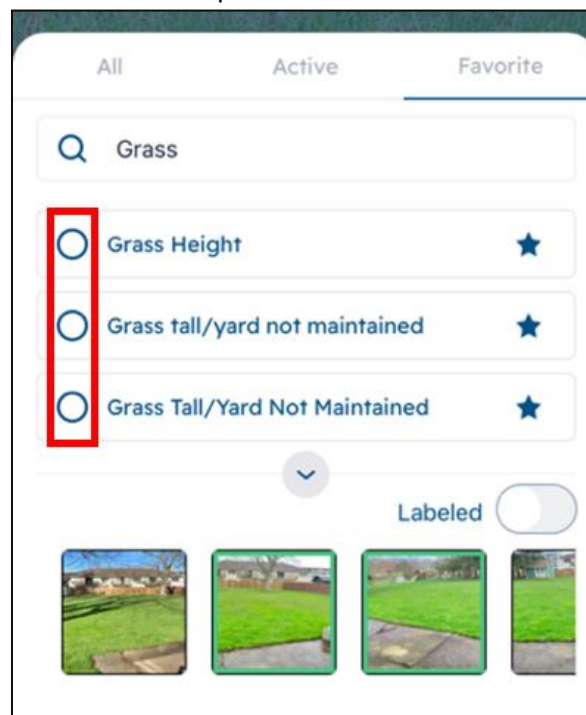 All Active Favorite
Grass
Grass Height
Grass tall/yard not maintained
Grass Tall/Yard Not Maintained
Labeled